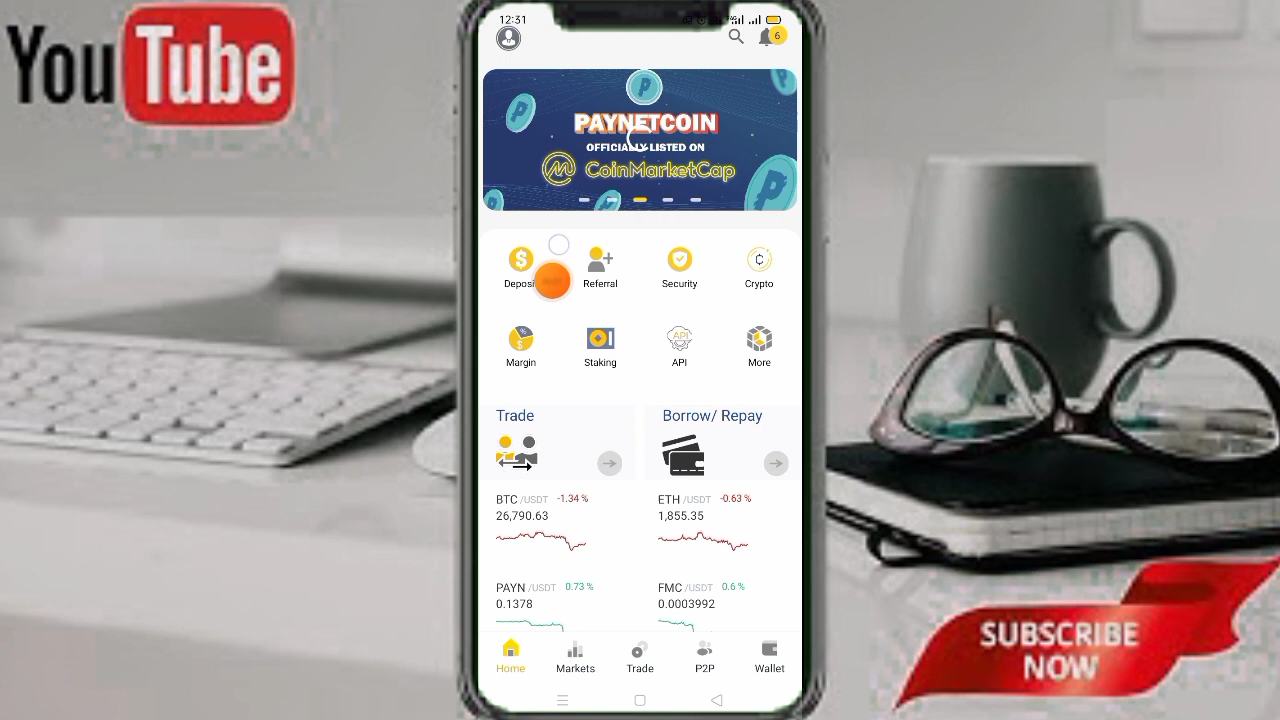 YouTube
12:31
6
PAYNETCOIN
OFFICIALLY LISTED ON
CoinMarketCap
Referral
Security
Crypto
Margin
Staking
API
API
More
Trade
Borrow/ Repay
BTC /USDT -1.34 %
26,790.63
ETH /USDT -0.63 %
1,855.35
PAYN /USDT 0.73 %
0.1378
FMC /USDT 0.6 %
0.0003992
Home
Markets
Trade
P2P
Wallet
SUBSCRIBE
NOW